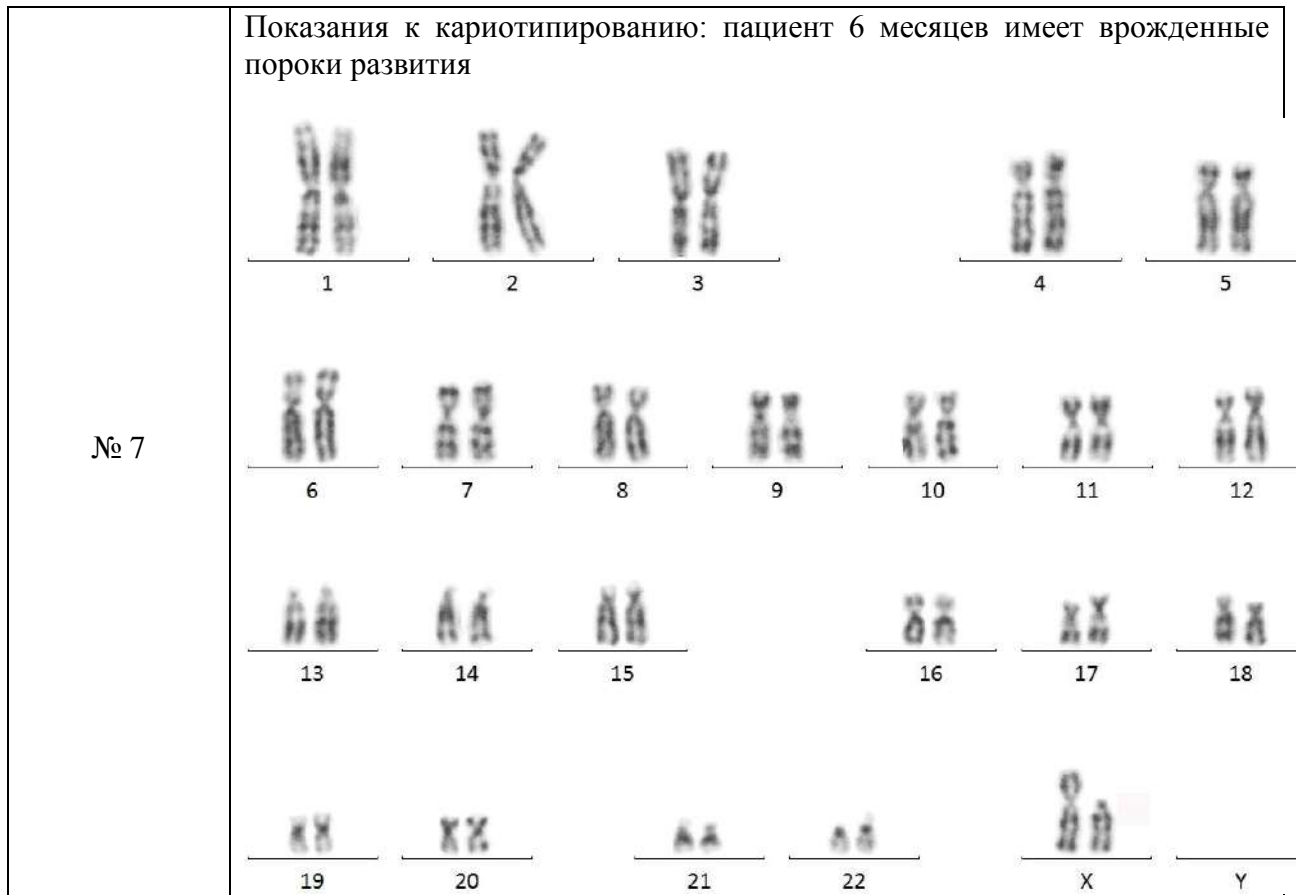 Показания к кариотипированию: пациент 6 месяцев имеет врожденные
пороки развития
1 2 3 4 5
№ 7
6 7 8 9 10 11 12
13 14 15 16 17 18
19 20 21 22 X Y